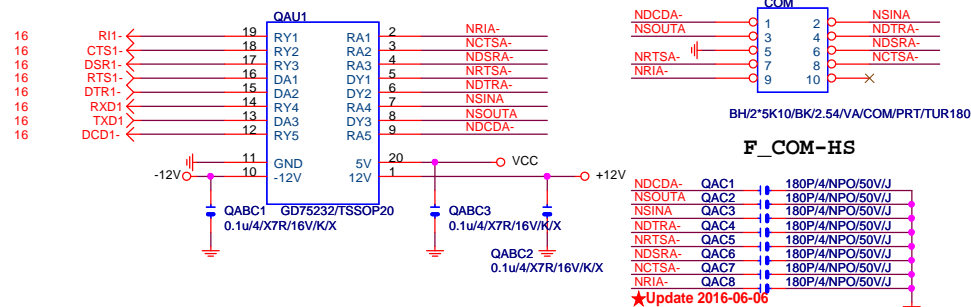 QAU1
16 RI1- 19 RY1 RA1 2 NRIA-
16 CTS1- 18 RY2 RA2 3 NCTSA-
16 DSR1- 17 RY3 RA3 4 NDSRA-
16 RTS1- 16 DA1 DY1 5 NRTSA-
16 DTR1- 15 DA2 DY2 6 NDTRA-
16 RXD1 14 RY4 RA4 7 NSINA
16 TXD1 13 DA3 DY3 8 NSOUTA
16 DCD1- 12 RY5 RA5 9 NDCDA-
11 GND 5V 20 VCC
-12V 10 -12V 12V 1 +12V
QABC1 GD75232/TSSOP20
0.1u/4/X7R/16V/K/X
QABC3
0.1u/4/X7R/16V/K/X
QABC2
0.1u/4/X7R/16V/K/X
COM
NDCDA- 1 2 NSINA
NSOUTA 3 4 NDTRA-
5 6 NDSRA-
NRTSA- 7 8 NCTSA-
NRIA- 9 10
BH/2*5K10/BK/2.54/VA/COM/PRT/TUR180
F_COM-HS
NDCDA- QAC1 180P/4/NPO/50V/J
NSOUTA QAC2 180P/4/NPO/50V/J
NSINA QAC3 180P/4/NPO/50V/J
NDTRA- QAC4 180P/4/NPO/50V/J
NRTSA- QAC5 180P/4/NPO/50V/J
NDSRA- QAC6 180P/4/NPO/50V/J
NCTSA- QAC7 180P/4/NPO/50V/J
NRIA- QAC8 180P/4/NPO/50V/J
★Update 2016-06-06